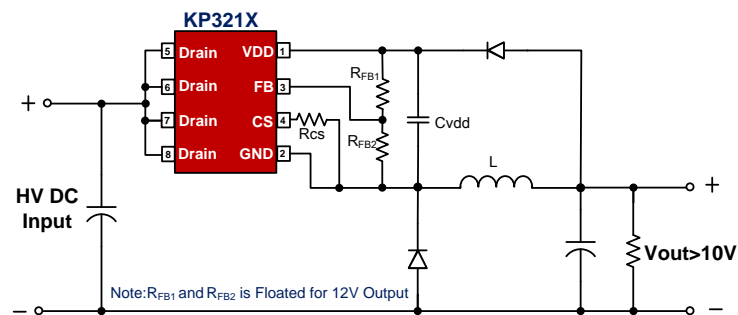 KP321X
5 Drain VDD 1
6 Drain FB 3
7 Drain CS 4
8 Drain GND 2
RFB1
RFB2
Rcs
Cvdd
L
+
+
HV DC
Input
Vout>10V
Note:RFB1 and RFB2 is Floated for 12V Output
−
−